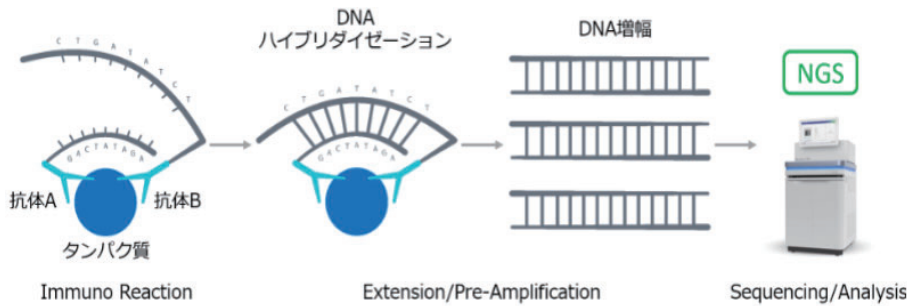 DNA
ハイブリダイゼーション
DNA増幅
NGS
C T G A T A T C T
G A C T A T A G A
C T G A T A T C T
G A C T A T A G A
抗体A
抗体B
タンパク質
Immuno Reaction
Extension/Pre-Amplification
Sequencing/Analysis